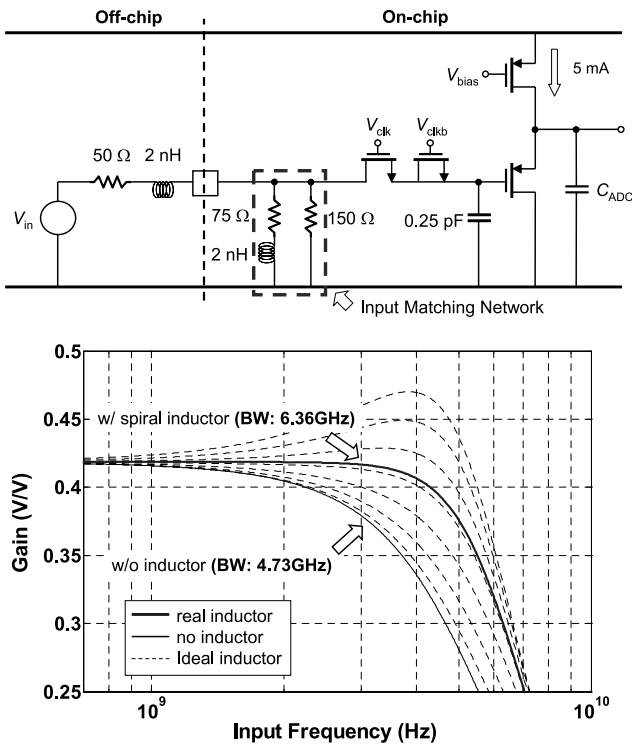 Off-chip
On-chip
V_bias
5 mA
50 Ω
2 nH
V_clk
V_clkb
V_in
75 Ω
150 Ω
0.25 pF
C_ADC
2 nH
Input Matching Network
0.5
0.45
0.4
0.35
0.3
0.25
Gain (V/V)
w/ spiral inductor (BW: 6.36GHz)
w/o inductor (BW: 4.73GHz)
real inductor
no inductor
Ideal inductor
10^9
10^10
Input Frequency (Hz)